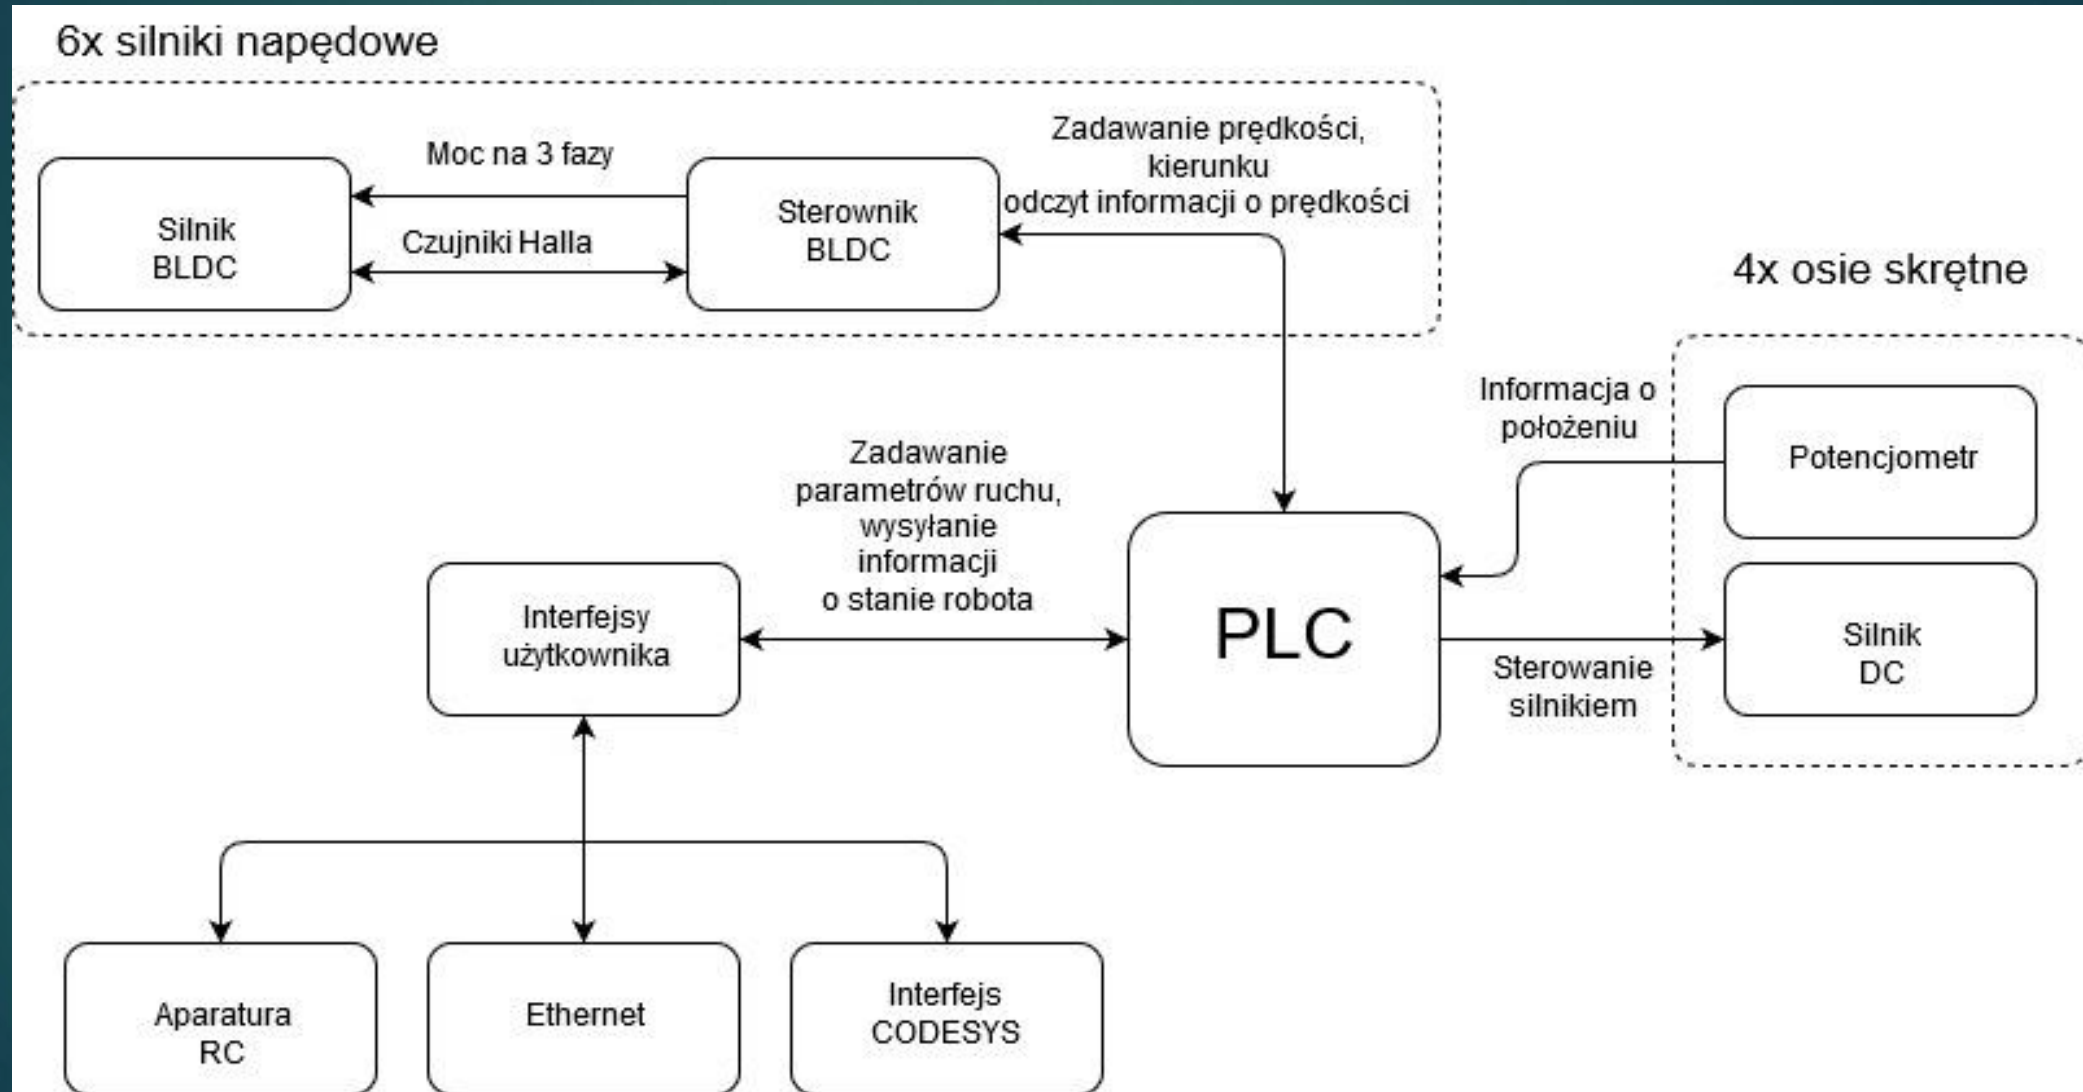 6x silniki napędowe
Moc na 3 fazy
Zadawanie prędkości,
kierunku
odczyt informacji o prędkości
Silnik
BLDC
Czujniki Halla
Sterownik
BLDC
4x osie skrętne
Informacja o
położeniu
Potencjometr
Zadawanie
parametrów ruchu,
wysyłanie
informacji
o stanie robota
Interfejsy
użytkownika
PLC
Sterowanie
silnikiem
Silnik
DC
Aparatura
RC
Ethernet
Interfejs
CODESYS